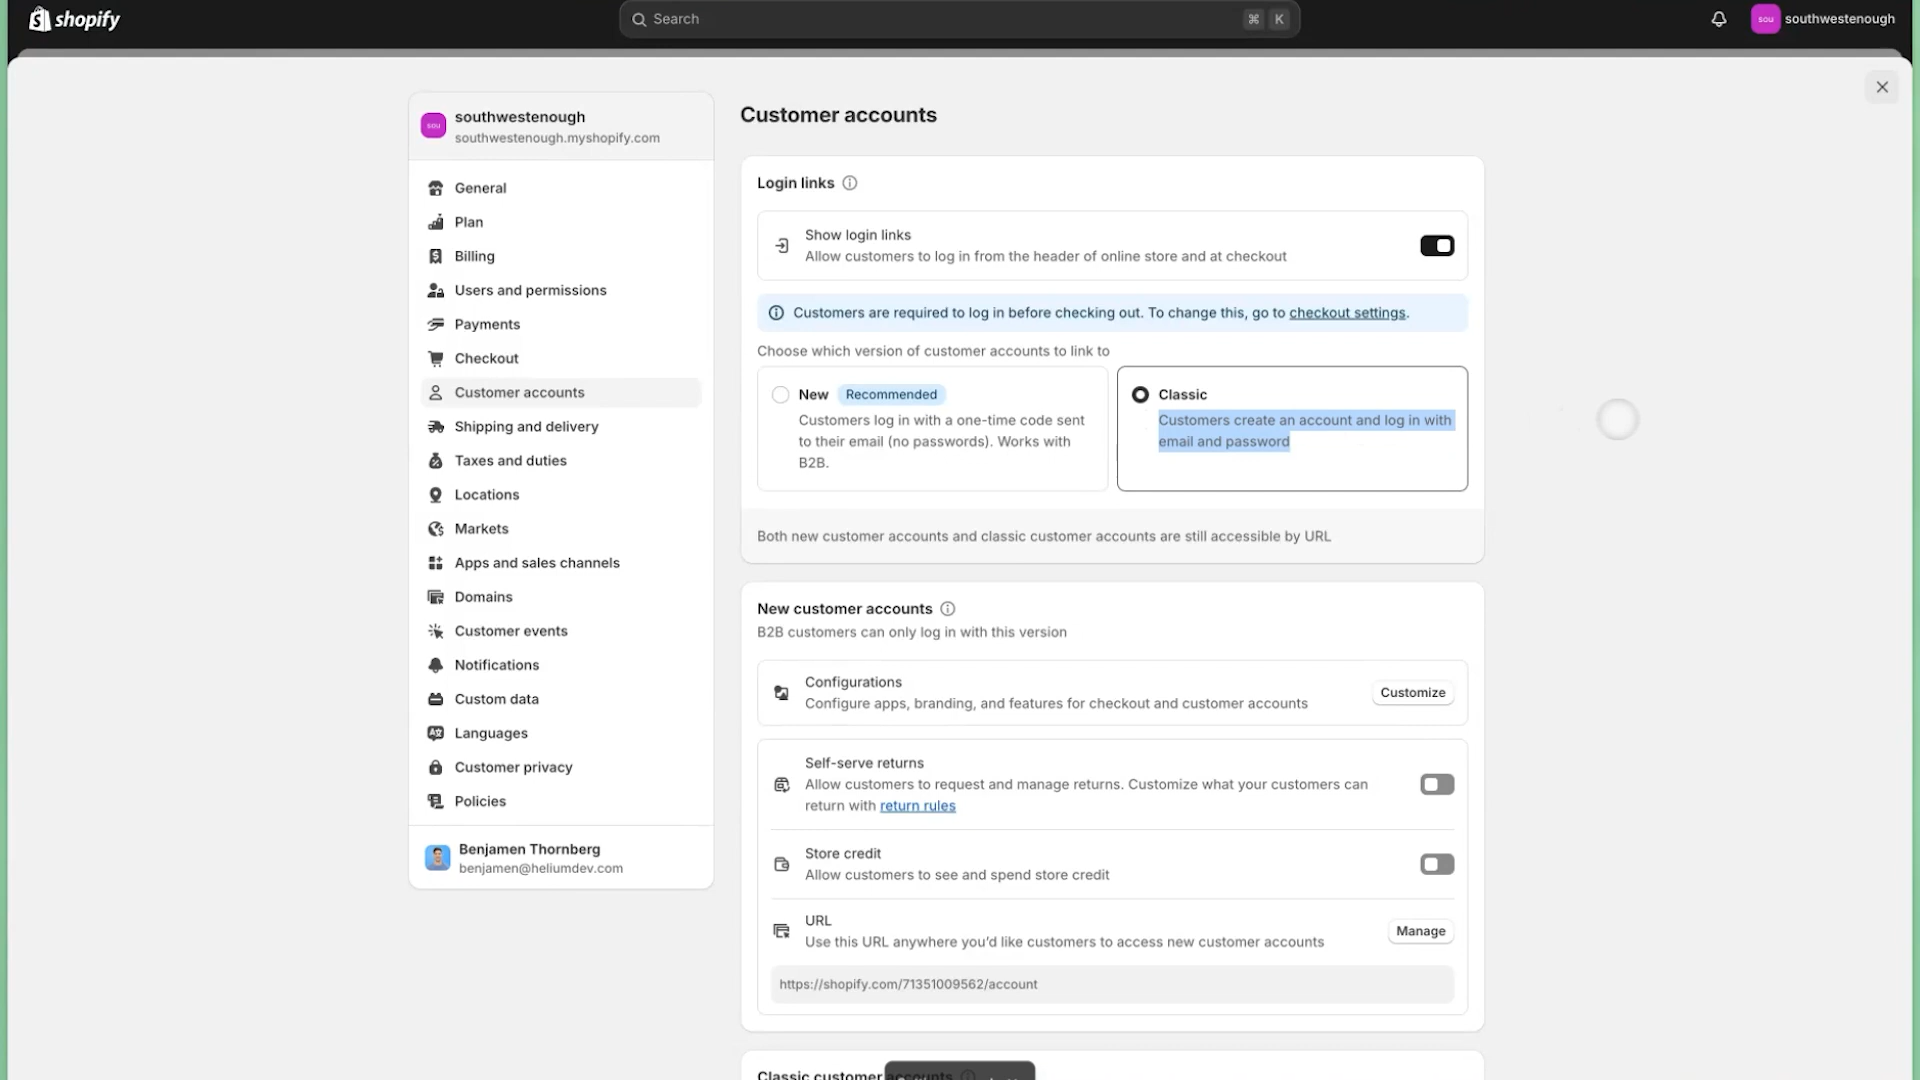 shopify
Search
⌘ K
sou southwestenough
sou
southwestenough
southwestenough.myshopify.com
General
Plan
Billing
Users and permissions
Payments
Checkout
Customer accounts
Shipping and delivery
Taxes and duties
Locations
Markets
Apps and sales channels
Domains
Customer events
Notifications
Custom data
Languages
Customer privacy
Policies
Benjamen Thornberg
benjamen@heliumdev.com
Customer accounts
Login links
Show login links
Allow customers to log in from the header of online store and at checkout
Customers are required to log in before checking out. To change this, go to checkout settings.
Choose which version of customer accounts to link to
New Recommended
Customers log in with a one-time code sent
to their email (no passwords). Works with
B2B.
Classic
Customers create an account and log in with
email and password
Both new customer accounts and classic customer accounts are still accessible by URL
New customer accounts
B2B customers can only log in with this version
Configurations
Configure apps, branding, and features for checkout and customer accounts
Customize
Self-serve returns
Allow customers to request and manage returns. Customize what your customers can
return with return rules
Store credit
Allow customers to see and spend store credit
URL
Use this URL anywhere you'd like customers to access new customer accounts
Manage
https://shopify.com/71351009562/account
Classic customer accounts